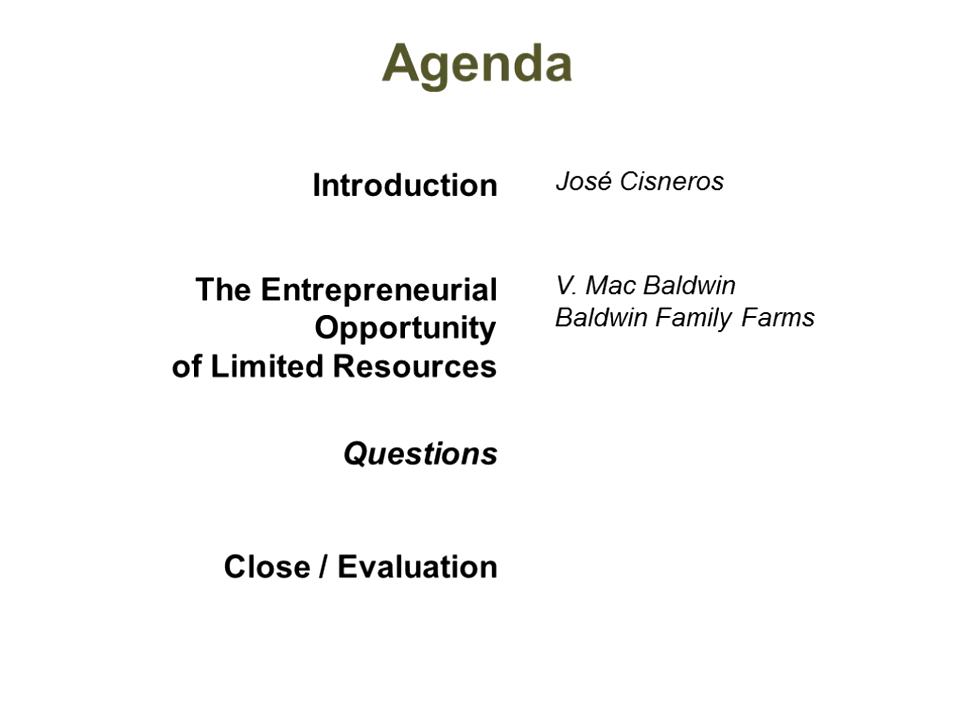 Agenda
Introduction
José Cisneros
The Entrepreneurial
Opportunity
of Limited Resources
V. Mac Baldwin
Baldwin Family Farms
Questions
Close / Evaluation